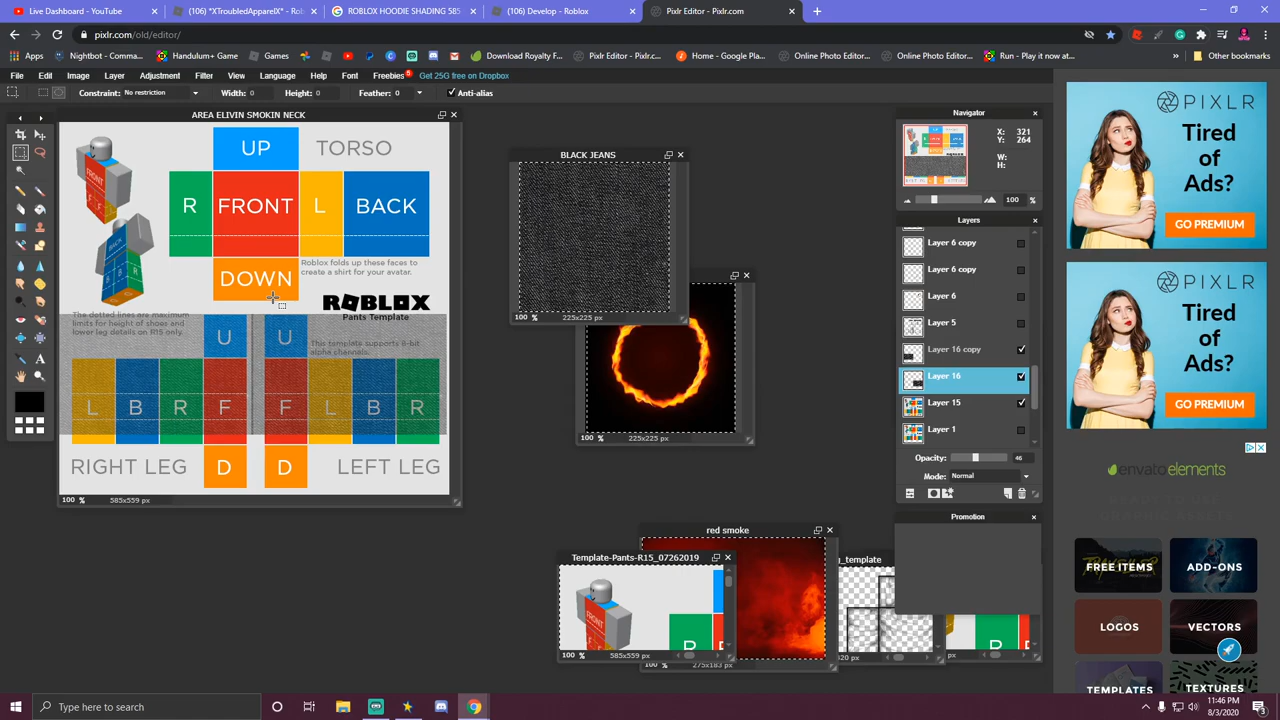 Live Dashboard - YouTube
(106) "XTroubledAppareIX" - Rob
ROBLOX HOODIE SHADING 585
(106) Develop - Roblox
Pixlr Editor - Pixlr.com
pixlr.com/old/editor/
Apps
Nightbot - Comma...
Handulum+ Game
Games
Download Royalty F...
Pixlr Editor - Pixlr.c...
Home - Google Pla...
Online Photo Editor...
Online Photo Editor...
Run - Play it now at...
Other bookmarks
File Edit Image Layer Adjustment Filter View Language Help Font Freebies Get 25G free on Dropbox
Constraint: No restriction Width: 0 Height: 0 Feather: 0 Anti-alias
AREA ELIVIN SMOKIN NECK
UP TORSO
R FRONT L BACK
FRONT
BACK
DOWN
Roblox folds up these faces to
create a shirt for your avatar.
ROBLOX
Pants Template
The dotted lines are maximum
limits for height of shoes and
lower leg details on R15 only.
U U
This template supports 8-bit
alpha channels.
L B R F F L B R
RIGHT LEG D D LEFT LEG
100 % 585x559 px
BLACK JEANS
100 % 225x225 px
100 % 225x225 px
red smoke
100 % 275x183 px
Template-Pants-R15_07262019
FRONT
R
100 % 585x559 px
g_template
Navigator
X: 321
Y: 264
W:
H:
100 %
Layers
Layer 6 copy
Layer 6 copy
Layer 6
Layer 5
Layer 16 copy
Layer 16
Layer 15
Layer 1
Opacity: 46
Mode: Normal
Promotion
PIXLR
Tired
of
Ads?
GO PREMIUM
PIXLR
Tired
of
Ads?
GO PREMIUM
envatoelements
FREE ITEMS
ADD-ONS
LOGOS
VECTORS
TEMPLATES
TEXTURES
Type here to search
11:46 PM
8/3/2020